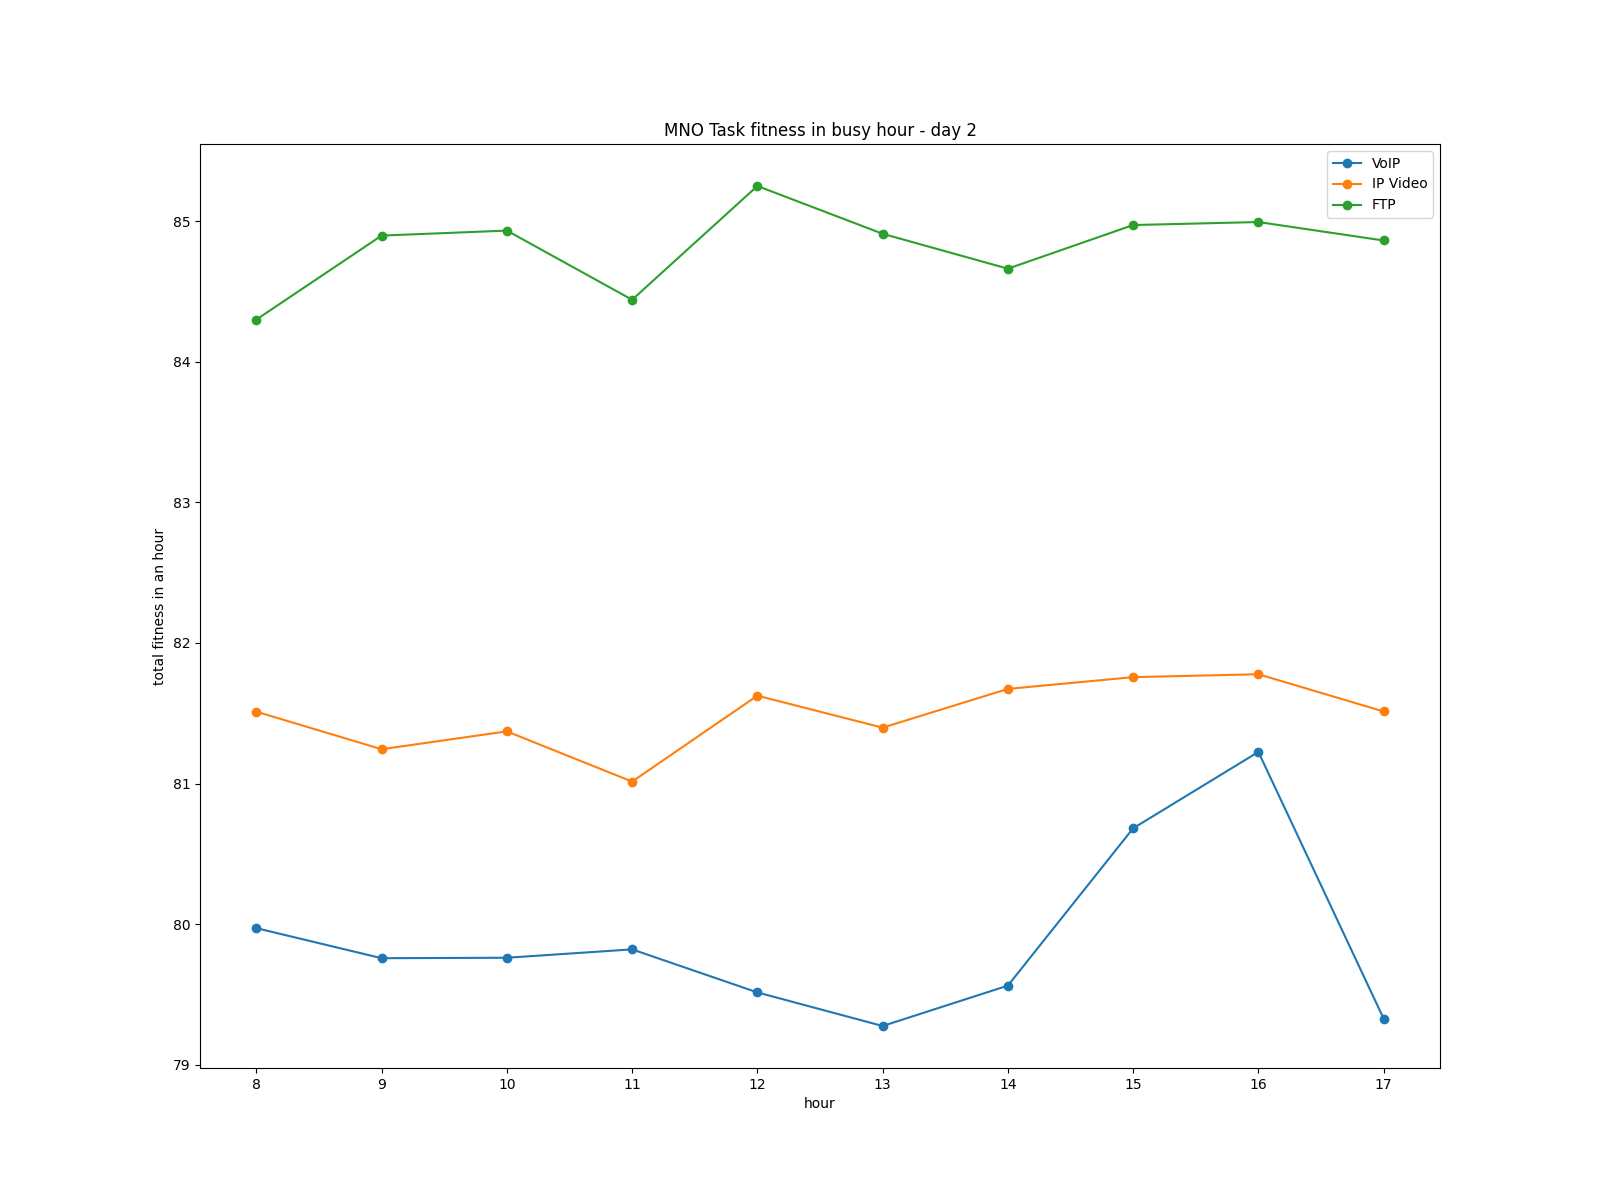 MNO Task fitness in busy hour - day 2
VoIP
IP Video
FTP
85
84
83
82
81
80
79
total fitness in an hour
8 9 10 11 12 13 14 15 16 17
hour